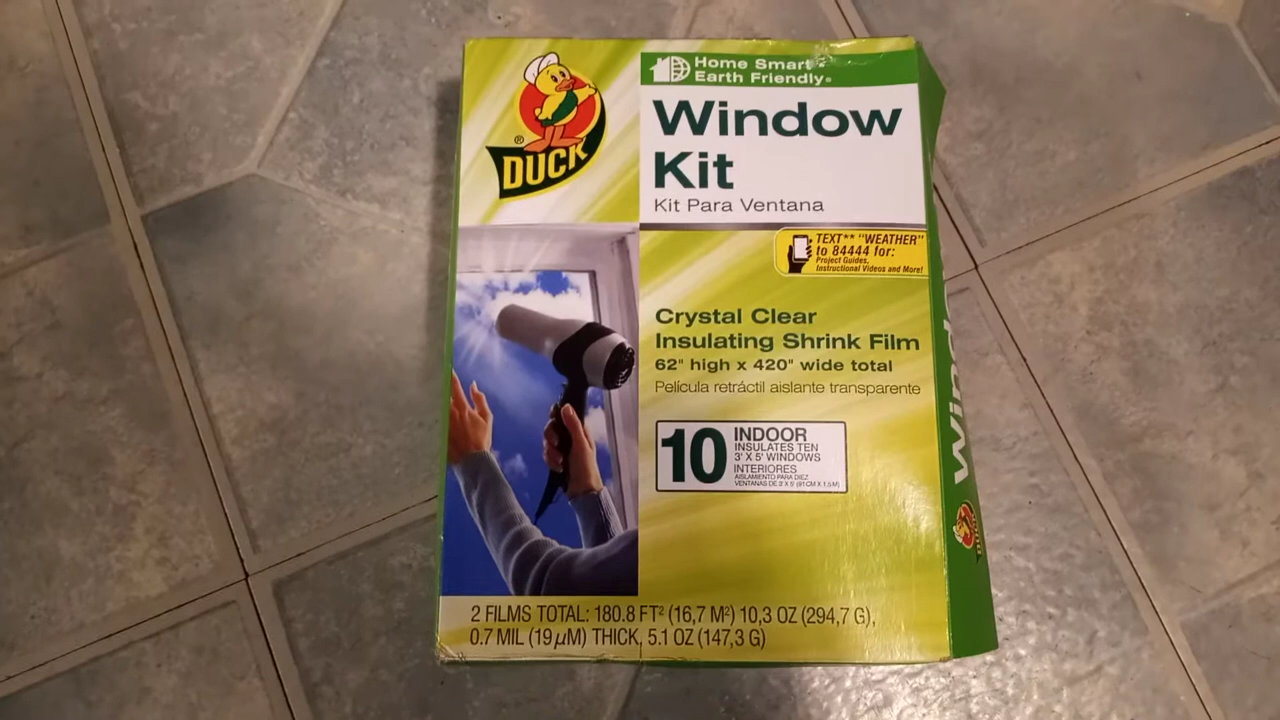 Home Smart
Earth Friendly®
®
DUCK
Window
Kit
Kit Para Ventana
TEXT** "WEATHER"
to 84444 for:
Project Guides,
Instructional Videos and More!
Crystal Clear
Insulating Shrink Film
62" high x 420" wide total
Película retráctil aislante transparente
10
INDOOR
INSULATES TEN
3' X 5' WINDOWS
INTERIORES
AISLAMIENTO PARA DIEZ
VENTANAS DE 3' X 5' (91CM X 1.5M)
2 FILMS TOTAL: 180.8 FT² (16,7 M²) 10,3 OZ (294,7 G),
0.7 MIL (19 µM) THICK, 5.1 OZ (147,3 G)
Window
DUCK